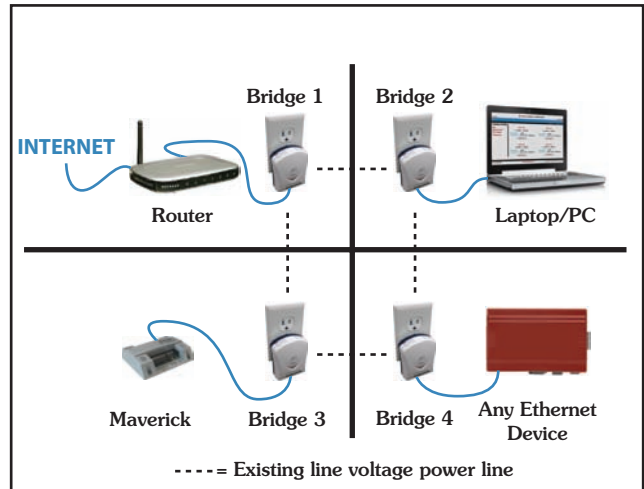 Bridge 1
Bridge 2
INTERNET
Router
Laptop/PC
Maverick
Bridge 3
Bridge 4
Any Ethernet
Device
----= Existing line voltage power line